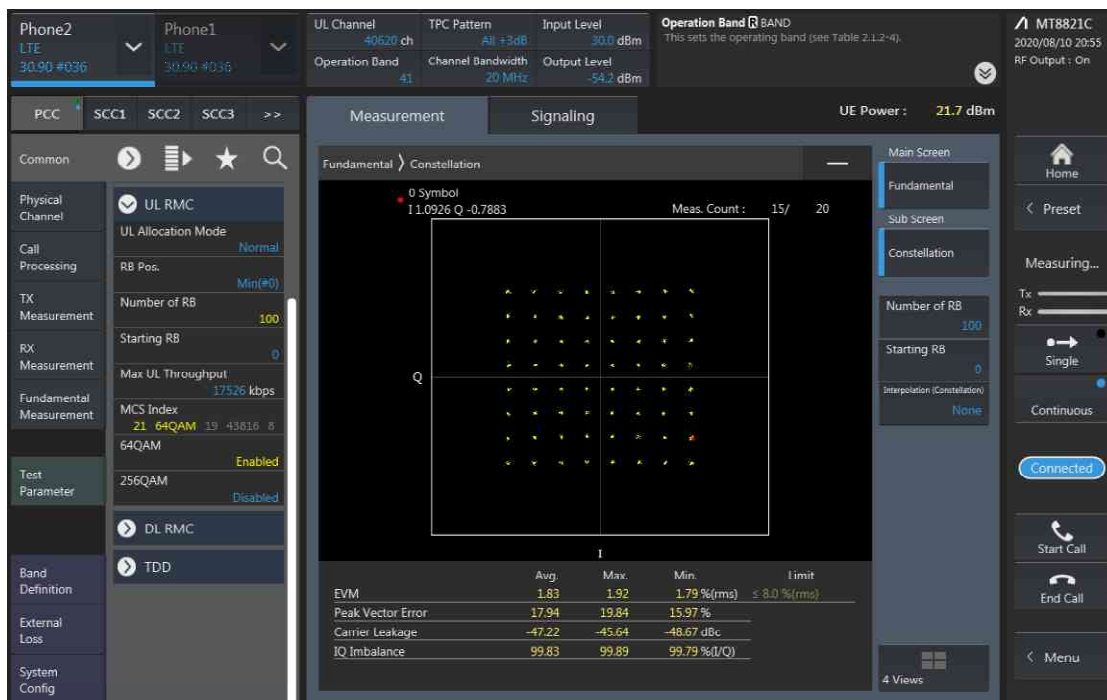 Phone2
LTE
30.90 #036
Phone1
LTE
30.90 #036
UL Channel
40620 ch
TPC Pattern
All +3dB
Input Level
30.0 dBm
Operation Band
41
Channel Bandwidth
20 MHz
Output Level
-54.2 dBm
Operation Band R BAND
This sets the operating band (see Table 2.1.2-4).
MT8821C
2020/08/10 20:55
RF Output : On
PCC SCC1 SCC2 SCC3 >>
Measurement
Signaling
UE Power : 21.7 dBm
Common
Physical
Channel
Call
Processing
TX
Measurement
RX
Measurement
Fundamental
Measurement
Test
Parameter
Band
Definition
External
Loss
System
Config
UL RMC
UL Allocation Mode
Normal
RB Pos.
Min(#0)
Number of RB
100
Starting RB
0
Max UL Throughput
17526 kbps
MCS Index
21 64QAM 19 43816 8
64QAM
Enabled
256QAM
Disabled
DL RMC
TDD
Fundamental ⟩ Constellation
0 Symbol
I 1.0926 Q -0.7883
Meas. Count : 15/ 20
Q
I
Avg. Max. Min. Limit
EVM 1.83 1.92 1.79 %(rms) ≤ 8.0 %(rms)
Peak Vector Error 17.94 19.84 15.97 %
Carrier Leakage -47.22 -45.64 -48.67 dBc
IQ Imbalance 99.83 99.89 99.79 %(I/Q)
Main Screen
Fundamental
Sub Screen
Constellation
Number of RB
100
Starting RB
0
Interpolation (Constellation)
None
4 Views
Home
< Preset
Measuring...
Tx
Rx
Single
Continuous
Connected
Start Call
End Call
< Menu